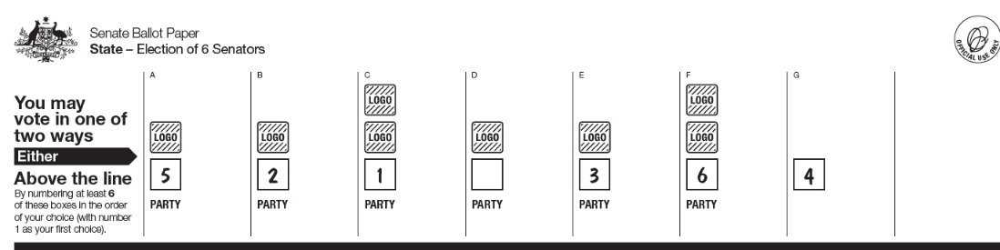 Senate Ballot Paper
State – Election of 6 Senators
OFFICIAL USE ONLY
A B C D E F G
LOGO LOGO
You may
vote in one of
two ways
LOGO LOGO LOGO LOGO LOGO LOGO
Either
Above the line
5 2 1 3 6 4
By numbering at least 6
of these boxes in the order
of your choice (with number
1 as your first choice).
PARTY PARTY PARTY PARTY PARTY PARTY